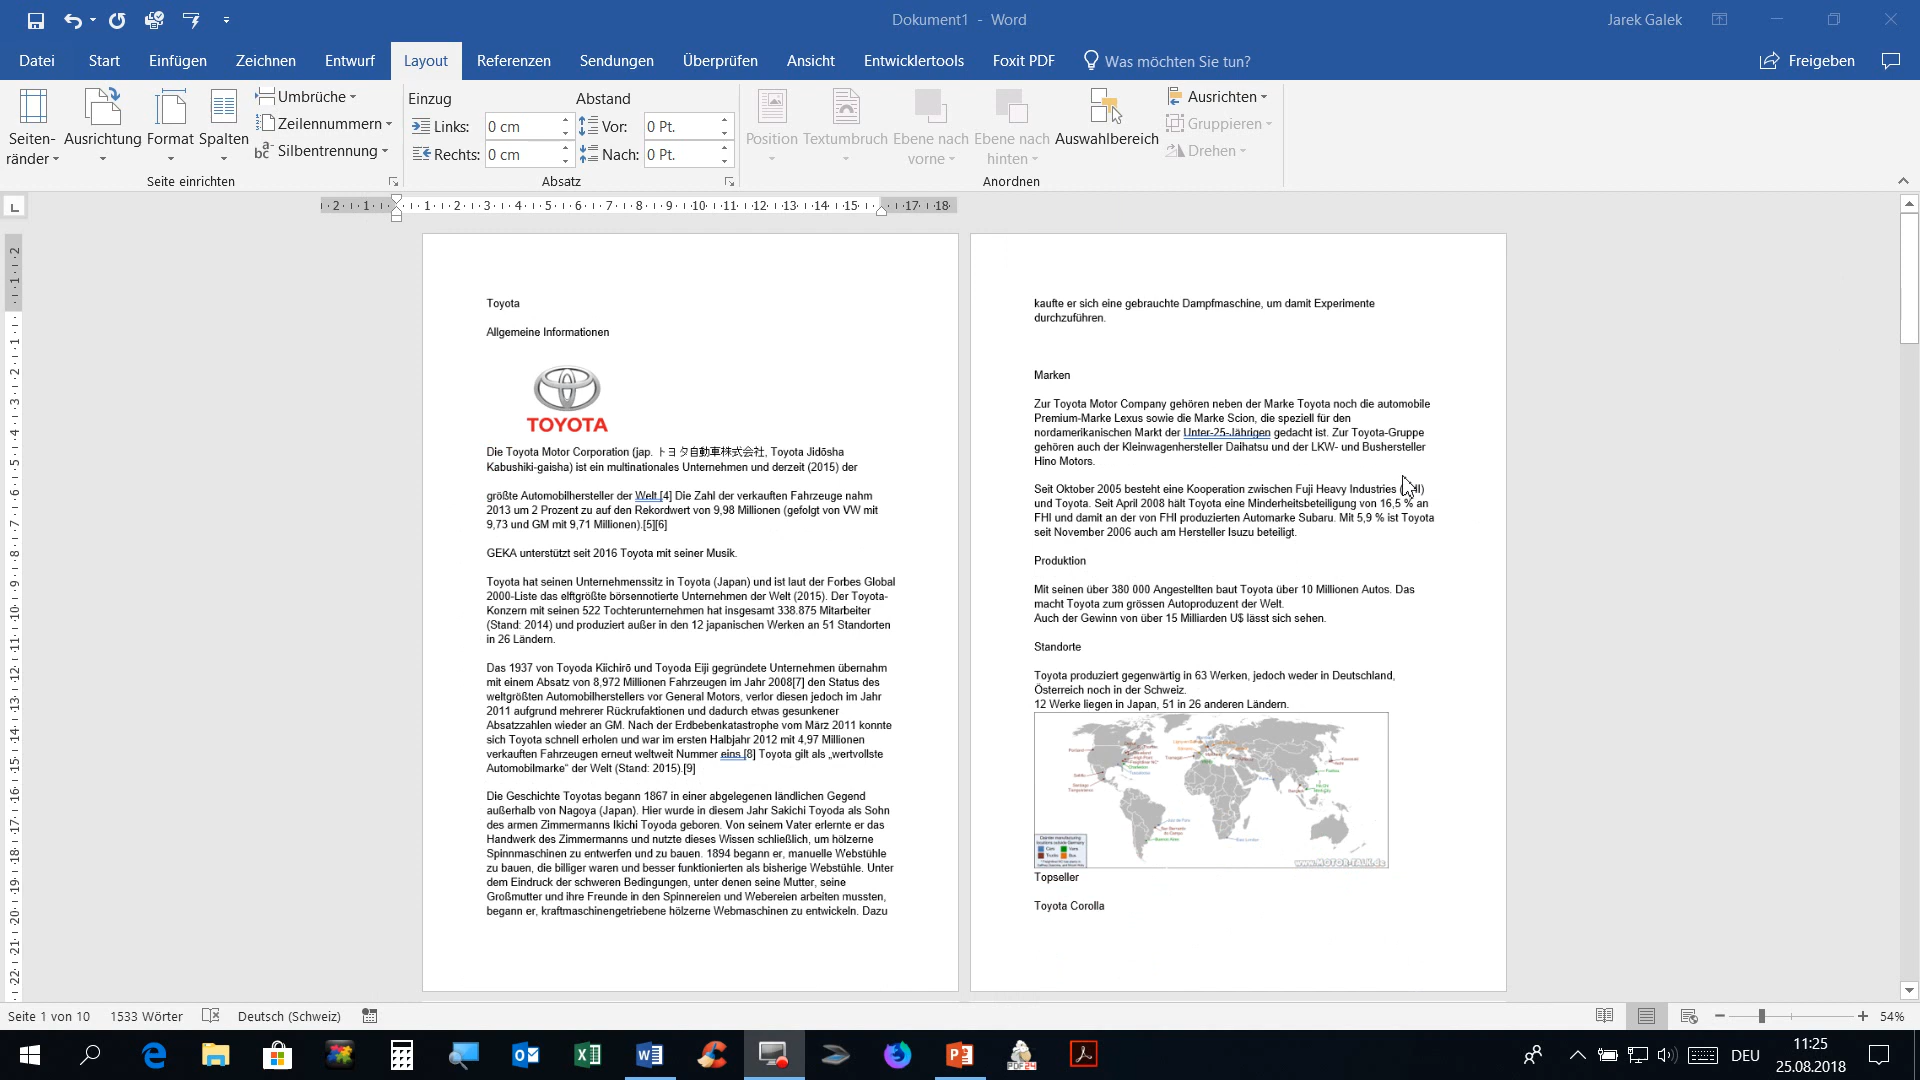 Dokument1 - Word
Jarek Galek
Datei
Start
Einfügen
Zeichnen
Entwurf
Layout
Referenzen
Sendungen
Überprüfen
Ansicht
Entwicklertools
Foxit PDF
Was möchten Sie tun?
Freigeben
Seiten-
ränder
Ausrichtung
Format
Spalten
Umbrüche
Zeilennummern
Silbentrennung
Seite einrichten
Einzug
Links: 0 cm
Rechts: 0 cm
Abstand
Vor: 0 Pt.
Nach: 0 Pt.
Absatz
Position
Textumbruch
Ebene nach
vorne
Ebene nach
hinten
Auswahlbereich
Ausrichten
Gruppieren
Drehen
Anordnen
Toyota
Allgemeine Informationen
TOYOTA
Die Toyota Motor Corporation (jap. トヨタ自動車株式会社, Toyota Jidōsha
Kabushiki-gaisha) ist ein multinationales Unternehmen und derzeit (2015) der
größte Automobilhersteller der Welt.[4] Die Zahl der verkauften Fahrzeuge nahm
2013 um 2 Prozent zu auf den Rekordwert von 9,98 Millionen (gefolgt von VW mit
9,73 und GM mit 9,71 Millionen).[5][6]
GEKA unterstützt seit 2016 Toyota mit seiner Musik.
Toyota hat seinen Unternehmenssitz in Toyota (Japan) und ist laut der Forbes Global
2000-Liste das elftgrößte börsennotierte Unternehmen der Welt (2015). Der Toyota-
Konzern mit seinen 522 Tochterunternehmen hat insgesamt 338.875 Mitarbeiter
(Stand: 2014) und produziert außer in den 12 japanischen Werken an 51 Standorten
in 26 Ländern.
Das 1937 von Toyoda Kiichirō und Toyoda Eiji gegründete Unternehmen übernahm
mit einem Absatz von 8,972 Millionen Fahrzeugen im Jahr 2008[7] den Status des
weltgrößten Automobilherstellers vor General Motors, verlor diesen jedoch im Jahr
2011 aufgrund mehrerer Rückrufaktionen und dadurch etwas gesunkener
Absatzzahlen wieder an GM. Nach der Erdbebenkatastrophe vom März 2011 konnte
sich Toyota schnell erholen und war im ersten Halbjahr 2012 mit 4,97 Millionen
verkauften Fahrzeugen erneut weltweit Nummer eins.[8] Toyota gilt als „wertvollste
Automobilmarke“ der Welt (Stand: 2015).[9]
Die Geschichte Toyotas begann 1867 in einer abgelegenen ländlichen Gegend
außerhalb von Nagoya (Japan). Hier wurde in diesem Jahr Sakichi Toyoda als Sohn
des armen Zimmermanns Ikichi Toyoda geboren. Von seinem Vater erlernte er das
Handwerk des Zimmermanns und nutzte dieses Wissen schließlich, um hölzerne
Spinnmaschinen zu entwerfen und zu bauen. 1894 begann er, manuelle Webstühle
zu bauen, die billiger waren und besser funktionierten als bisherige Webstühle. Unter
dem Eindruck der schweren Bedingungen, unter denen seine Mutter, seine
Großmutter und ihre Freunde in den Spinnereien und Webereien arbeiten mussten,
begann er, kraftmaschinengetriebene hölzerne Webmaschinen zu entwickeln. Dazu
kaufte er sich eine gebrauchte Dampfmaschine, um damit Experimente
durchzuführen.
Marken
Zur Toyota Motor Company gehören neben der Marke Toyota noch die automobile
Premium-Marke Lexus sowie die Marke Scion, die speziell für den
nordamerikanischen Markt der Unter-25-Jährigen gedacht ist. Zur Toyota-Gruppe
gehören auch der Kleinwagenhersteller Daihatsu und der LKW- und Bushersteller
Hino Motors.
Seit Oktober 2005 besteht eine Kooperation zwischen Fuji Heavy Industries (FHI)
und Toyota. Seit April 2008 hält Toyota eine Minderheitsbeteiligung von 16,5 % an
FHI und damit an der von FHI produzierten Automarke Subaru. Mit 5,9 % ist Toyota
seit November 2006 auch am Hersteller Isuzu beteiligt.
Produktion
Mit seinen über 380 000 Angestellten baut Toyota über 10 Millionen Autos. Das
macht Toyota zum grössen Autoproduzent der Welt.
Auch der Gewinn von über 15 Milliarden U$ lässt sich sehen.
Standorte
Toyota produziert gegenwärtig in 63 Werken, jedoch weder in Deutschland,
Österreich noch in der Schweiz.
12 Werke liegen in Japan, 51 in 26 anderen Ländern.
www.MOTOR-TALK.de
Topseller
Toyota Corolla
Seite 1 von 10
1533 Wörter
Deutsch (Schweiz)
54%
DEU
11:25
25.08.2018